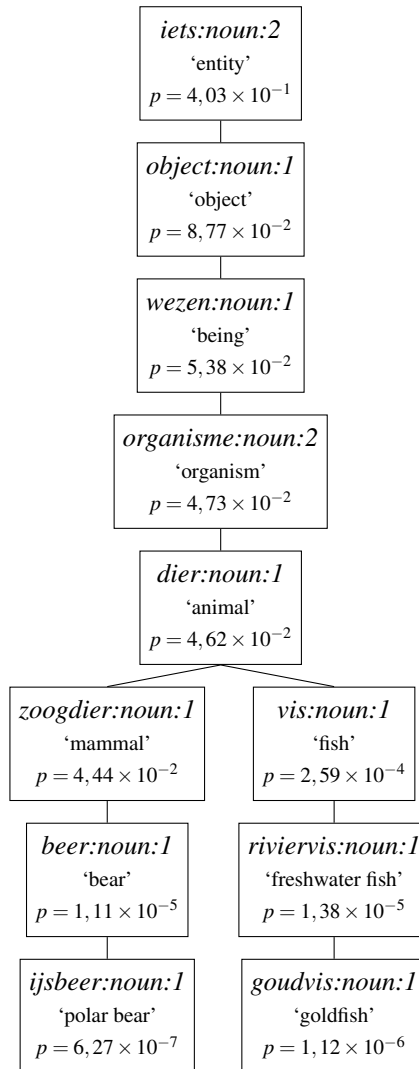 iets:noun:2
‘entity’
p = 4,03 × 10⁻¹
object:noun:1
‘object’
p = 8,77 × 10⁻²
wezen:noun:1
‘being’
p = 5,38 × 10⁻²
organisme:noun:2
‘organism’
p = 4,73 × 10⁻²
dier:noun:1
‘animal’
p = 4,62 × 10⁻²
zoogdier:noun:1
‘mammal’
p = 4,44 × 10⁻²
vis:noun:1
‘fish’
p = 2,59 × 10⁻⁴
beer:noun:1
‘bear’
p = 1,11 × 10⁻⁵
riviervis:noun:1
‘freshwater fish’
p = 1,38 × 10⁻⁵
ijsbeer:noun:1
‘polar bear’
p = 6,27 × 10⁻⁷
goudvis:noun:1
‘goldfish’
p = 1,12 × 10⁻⁶